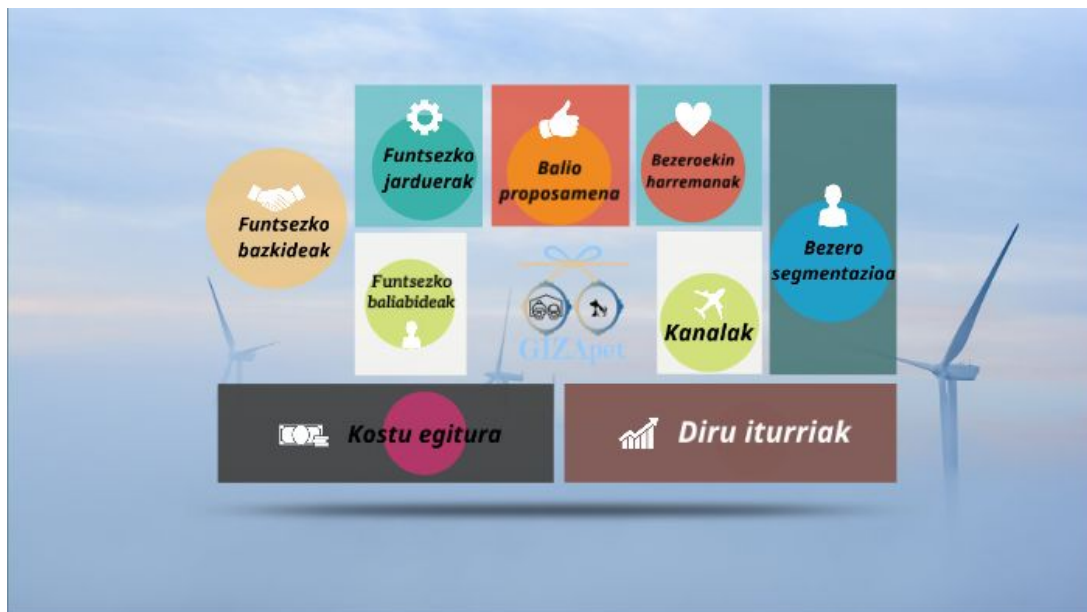 Funtsezko
bazkideak
Funtsezko
jarduerak
Funtsezko
baliabideak
Balio
proposamena
GIZApet
Bezeroekin
harremanak
Kanalak
Bezero
segmentazioa
Kostu egitura
Diru iturriak